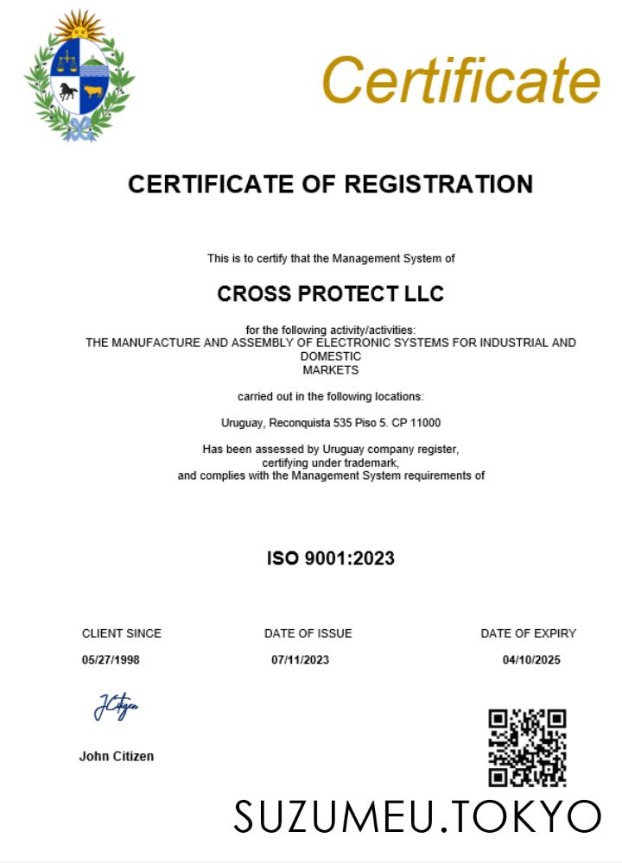 Certificate
CERTIFICATE OF REGISTRATION
This is to certify that the Management System of
CROSS PROTECT LLC
for the following activity/activities:
THE MANUFACTURE AND ASSEMBLY OF ELECTRONIC SYSTEMS FOR INDUSTRIAL AND
DOMESTIC
MARKETS
carried out in the following locations:
Uruguay, Reconquista 535 Piso 5. CP 11000
Has been assessed by Uruguay company register,
certifying under trademark,
and complies with the Management System requirements of
ISO 9001:2023
CLIENT SINCE DATE OF ISSUE DATE OF EXPIRY
05/27/1998 07/11/2023 04/10/2025
JCitizen
John Citizen
SUZUMEU.TOKYO